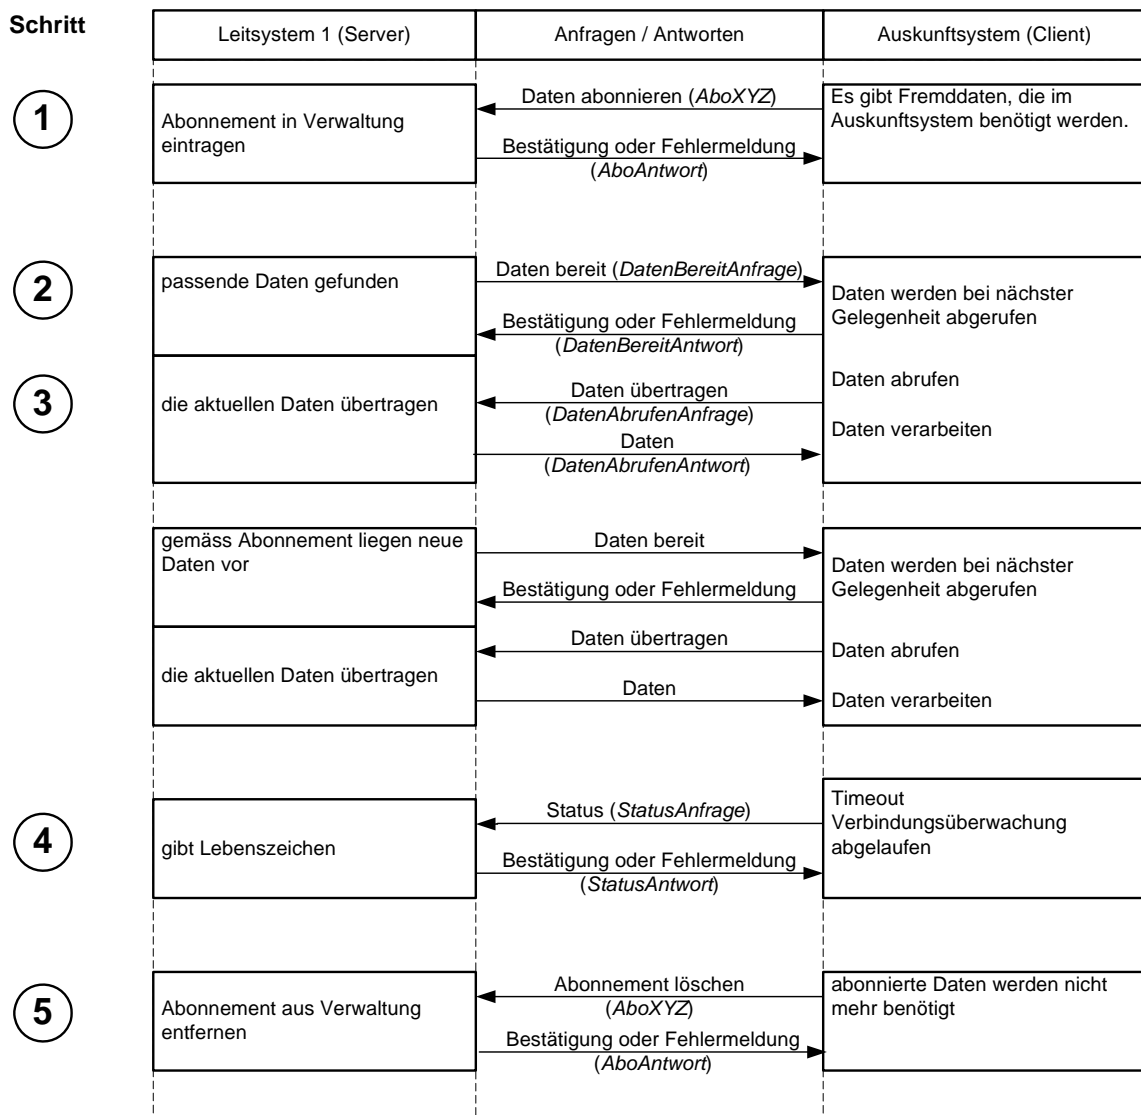 Schritt
Leitsystem 1 (Server)
Anfragen / Antworten
Auskunftsystem (Client)
1
Abonnement in Verwaltung
eintragen
Daten abonnieren (AboXYZ)
Bestätigung oder Fehlermeldung
(AboAntwort)
Es gibt Fremddaten, die im
Auskunftsystem benötigt werden.
2
passende Daten gefunden
Daten bereit (DatenBereitAnfrage)
Bestätigung oder Fehlermeldung
(DatenBereitAntwort)
Daten werden bei nächster
Gelegenheit abgerufen
3
die aktuellen Daten übertragen
Daten übertragen
(DatenAbrufenAnfrage)
Daten
(DatenAbrufenAntwort)
Daten abrufen
Daten verarbeiten
gemäss Abonnement liegen neue
Daten vor
Daten bereit
Bestätigung oder Fehlermeldung
Daten werden bei nächster
Gelegenheit abgerufen
die aktuellen Daten übertragen
Daten übertragen
Daten
Daten abrufen
Daten verarbeiten
4
gibt Lebenszeichen
Status (StatusAnfrage)
Bestätigung oder Fehlermeldung
(StatusAntwort)
Timeout
Verbindungsüberwachung
abgelaufen
5
Abonnement aus Verwaltung
entfernen
Abonnement löschen
(AboXYZ)
Bestätigung oder Fehlermeldung
(AboAntwort)
abonnierte Daten werden nicht
mehr benötigt